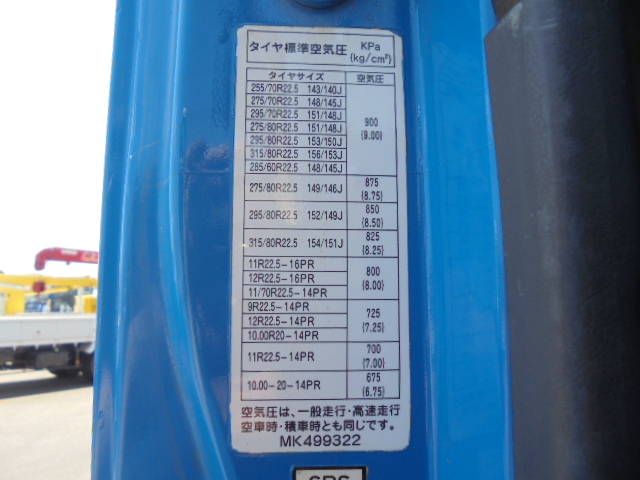 タイヤ標準空気圧 KPa {kg/cm²}
タイヤサイズ 空気圧
255/70R22.5 143/140J
275/70R22.5 148/145J
295/70R22.5 151/148J
275/80R22.5 151/148J
295/80R22.5 153/150J
315/80R22.5 156/153J
285/60R22.5 148/145J
900
{9.00}
275/80R22.5 149/146J 875 {8.75}
295/80R22.5 152/149J 850 {8.50}
315/80R22.5 154/151J 825 {8.25}
11R22.5-16PR
12R22.5-16PR
11/70R22.5-14PR
800
{8.00}
9R22.5-14PR
12R22.5-14PR
10.00R20-14PR
725
{7.25}
11R22.5-14PR 700 {7.00}
10.00-20-14PR 675 {6.75}
空気圧は、一般走行・高速走行
空車時・積車時とも同じです。
MK499322